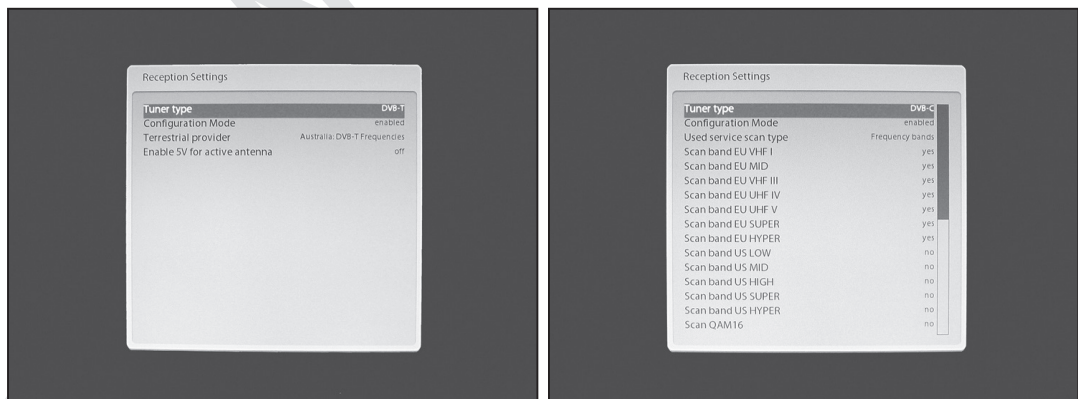 Reception Settings
Tuner type DVB-T
Configuration Mode enabled
Terrestrial provider Australia: DVB-T Frequencies
Enable 5V for active antenna off
Reception Settings
Tuner type DVB-C
Configuration Mode enabled
Used service scan type Frequency bands
Scan band EU VHF I yes
Scan band EU MID yes
Scan band EU VHF III yes
Scan band EU UHF IV yes
Scan band EU UHF V yes
Scan band EU SUPER yes
Scan band EU HYPER yes
Scan band US LOW no
Scan band US MID no
Scan band US HIGH no
Scan band US SUPER no
Scan band US HYPER no
Scan QAM16 no